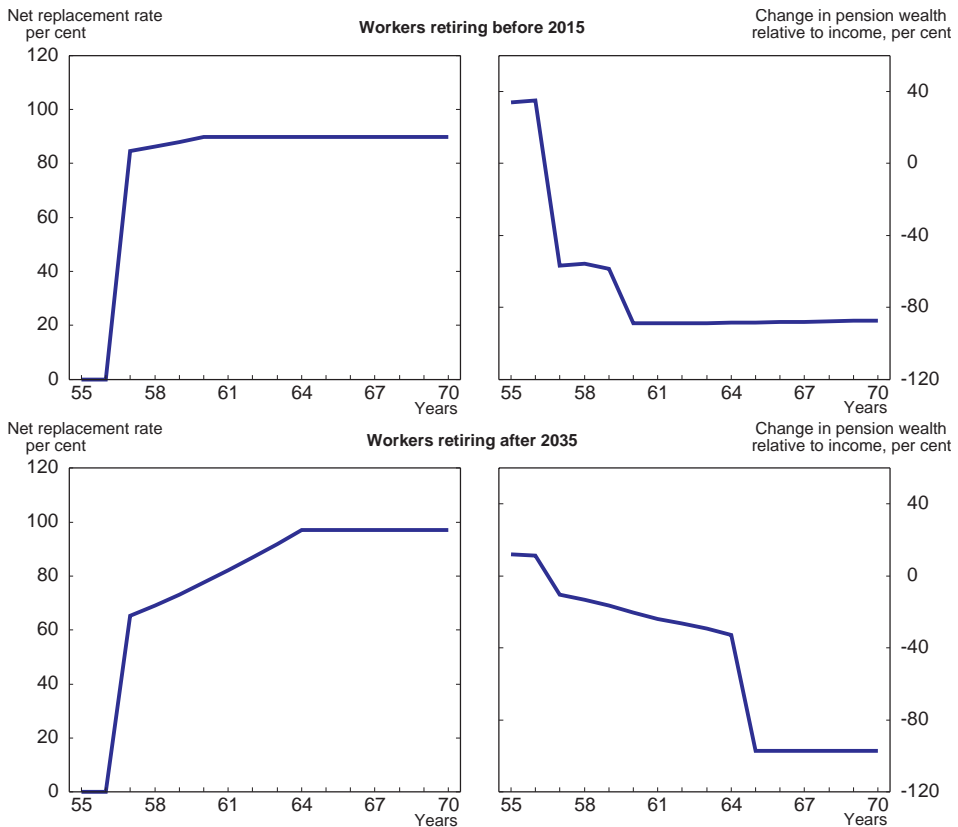 Net replacement rate
per cent
Workers retiring before 2015
Change in pension wealth
relative to income, per cent
120
100
80
60
40
20
0
40
0
-40
-80
-120
55 58 61 64 67 70
Years
55 58 61 64 67 70
Years
Net replacement rate
per cent
Workers retiring after 2035
Change in pension wealth
relative to income, per cent
120
100
80
60
40
20
0
40
0
-40
-80
-120
55 58 61 64 67 70
Years
55 58 61 64 67 70
Years